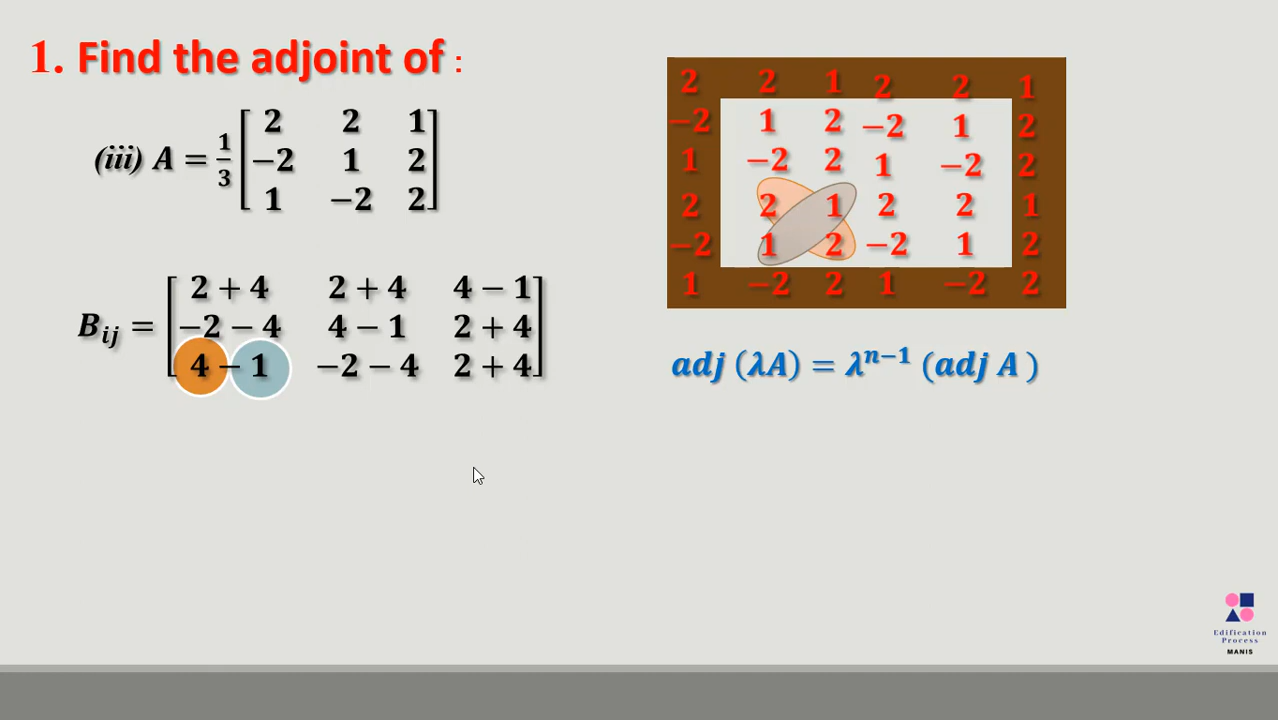 1. Find the adjoint of :
(iii) A = 1/3 [ 2 2 1
−2 1 2
1 −2 2 ]
B_ij = [ 2 + 4 2 + 4 4 − 1
−2 − 4 4 − 1 2 + 4
4 − 1 −2 − 4 2 + 4 ]
2 2 1 2 2 1
−2 1 2 −2 1 2
1 −2 2 1 −2 2
2 2 1 2 2 1
−2 1 2 −2 1 2
1 −2 2 1 −2 2
adj (λA) = λ^{n−1} (adj A )
Edification
Process
MANIS